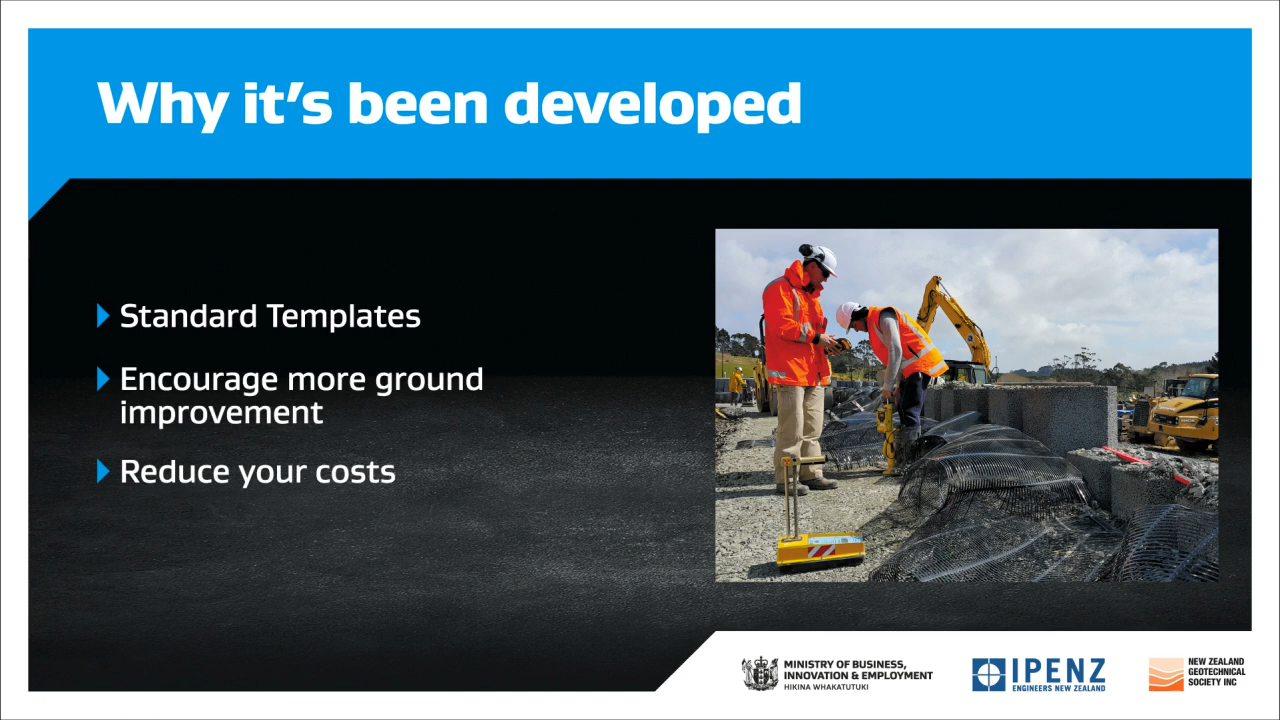 Why it's been developed
Standard Templates
Encourage more ground
improvement
Reduce your costs
MINISTRY OF BUSINESS,
INNOVATION & EMPLOYMENT
HIKINA WHAKATUTUKI
IPENZ
ENGINEERS NEW ZEALAND
NEW ZEALAND
GEOTECHNICAL
SOCIETY INC